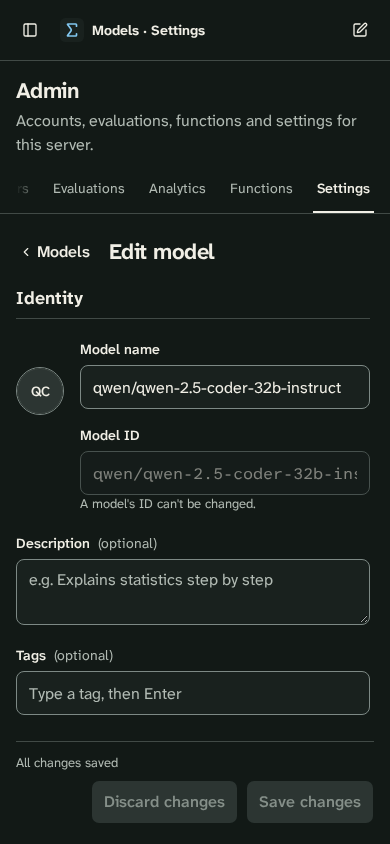 Models · Settings
Admin
Accounts, evaluations, functions and settings for
this server.
Evaluations Analytics Functions Settings
Models Edit model
Identity
Model name
QC
qwen/qwen-2.5-coder-32b-instruct
Model ID
qwen/qwen-2.5-coder-32b-ins
A model's ID can't be changed.
Description (optional)
e.g. Explains statistics step by step
Tags (optional)
Type a tag, then Enter
All changes saved
Discard changes Save changes